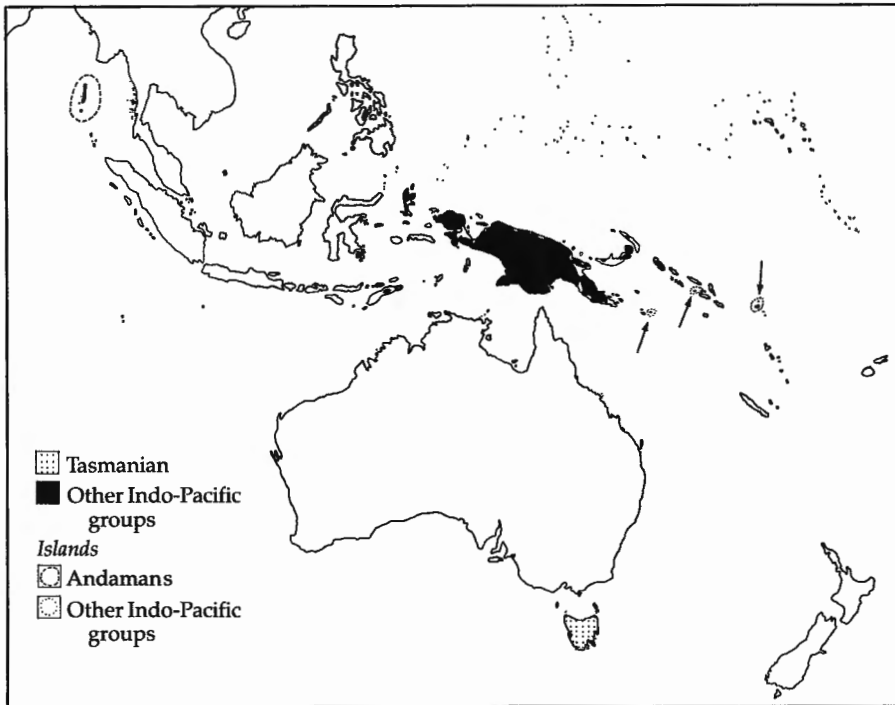 Tasmanian
Other Indo-Pacific
groups
Islands
Andamans
Other Indo-Pacific
groups